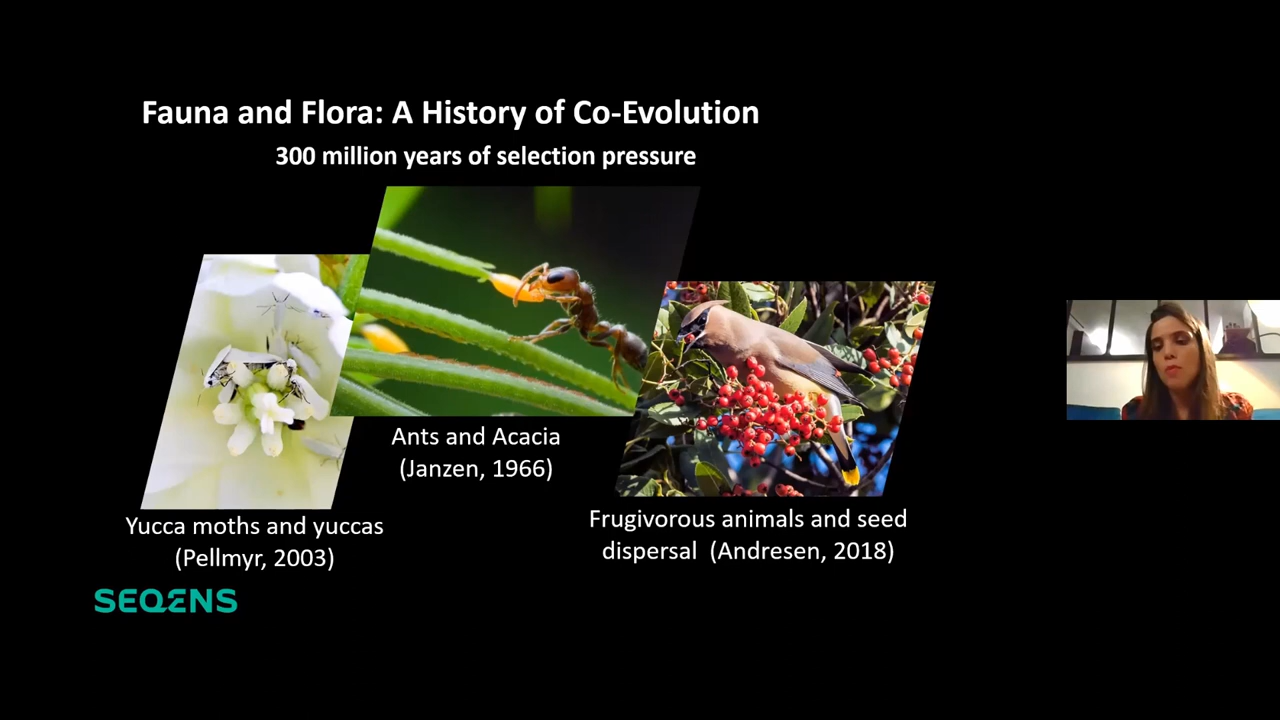 Fauna and Flora: A History of Co-Evolution
300 million years of selection pressure
Ants and Acacia
(Janzen, 1966)
Yucca moths and yuccas
(Pellmyr, 2003)
Frugivorous animals and seed
dispersal (Andresen, 2018)
SEQENS